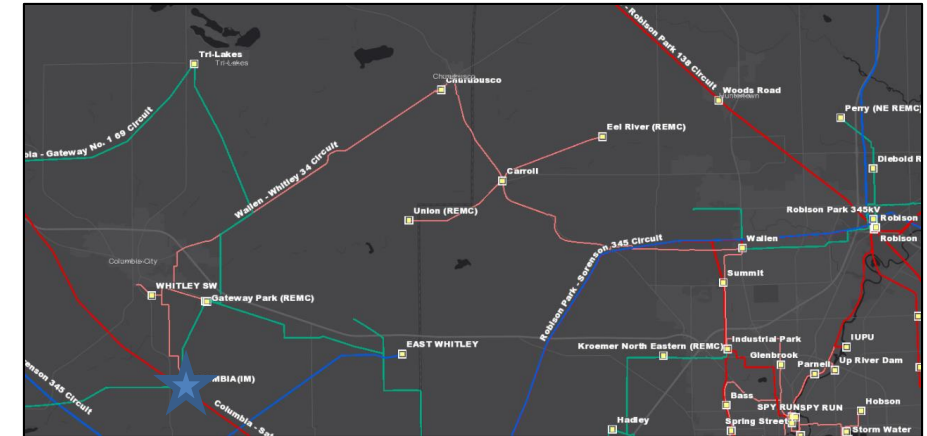 - Robison Park 138 Circuit
Tri-Lakes
Tri-Lakes
Churubusco
Churubusco
Woods Road
Huntertown
Perry (NE REMC)
Eel River (REMC)
bia - Gateway No. 1 69 Circuit
Diebold R
Carroll
Wallen - Whitley 34 Circuit
Union (REMC)
Robison Park 345kV
Robison
Robison
Wallen
Robison Park - Sorenson 345 Circuit
Columbia City
Summit
WHITLEY SW
Gateway Park (REMC)
EAST WHITLEY
Kroemer North Eastern (REMC)
Industrial Park
IUPU
Glenbrook
Up River Dam
Parnell
MBIA(IM)
enson 345 Circuit
Columbia - Sa
Bass
SPY RUN
SPY RUN
Hobson
Hadley
Spring Street
Storm Water